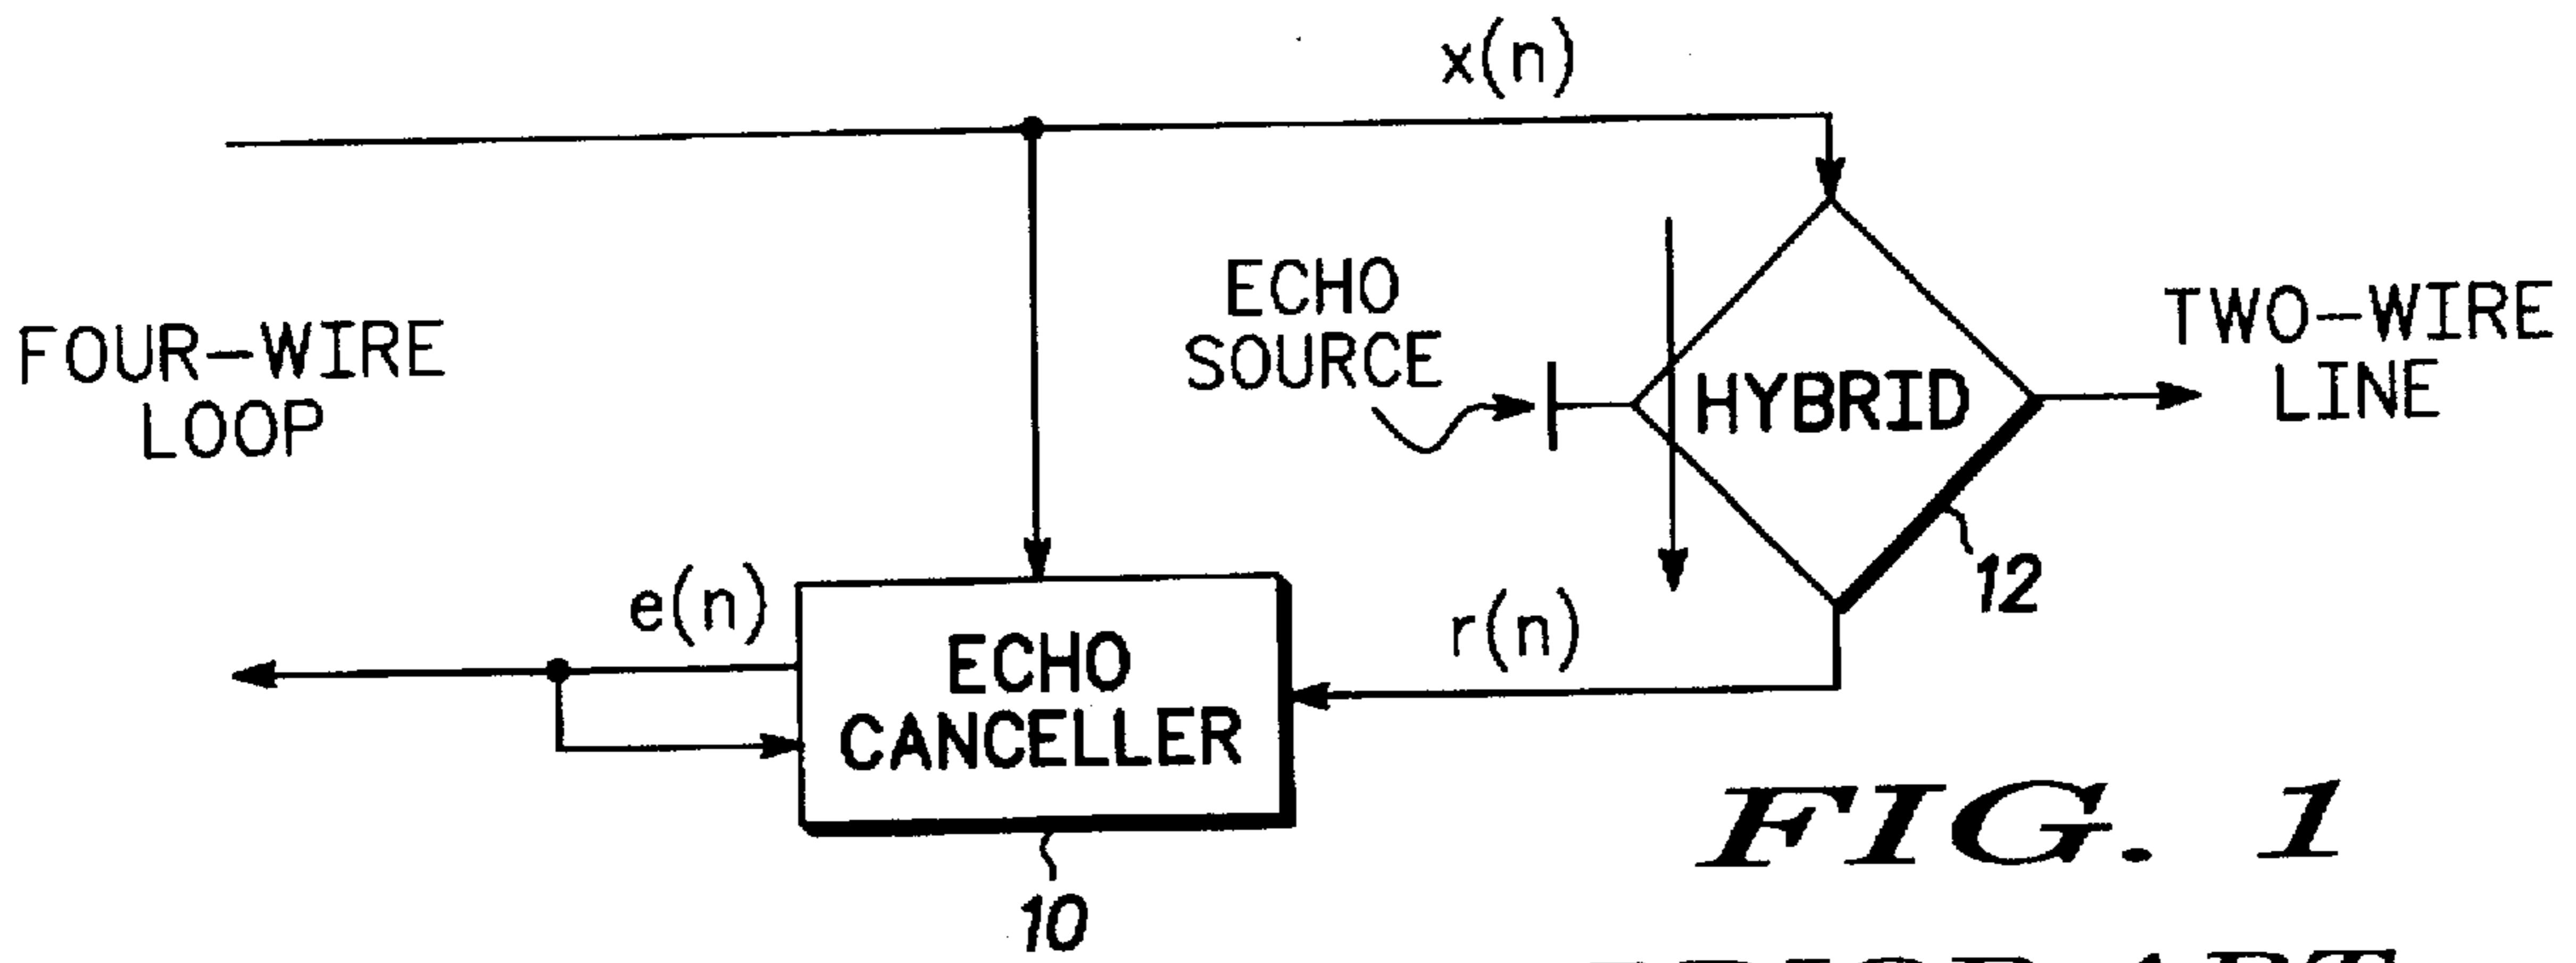 x(n)
ECHO
SOURCE
HYBRID
TWO-WIRE
LINE
FOUR-WIRE
LOOP
12
e(n)
r(n)
ECHO
CANCELLER
10
FIG. 1